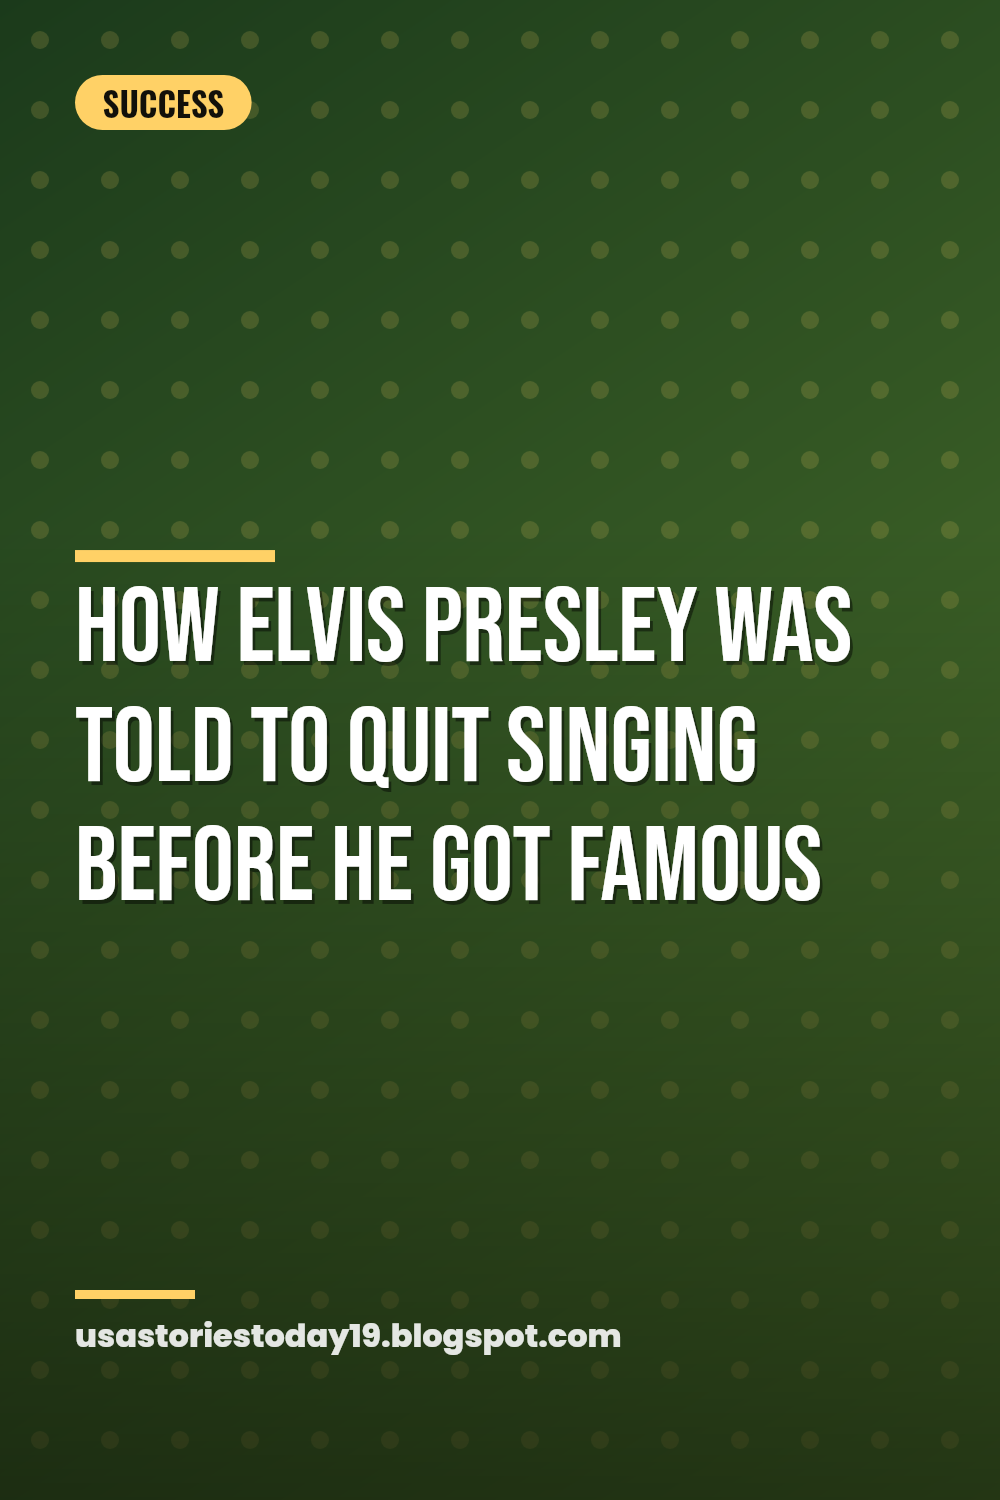 SUCCESS
HOW ELVIS PRESLEY WAS
TOLD TO QUIT SINGING
BEFORE HE GOT FAMOUS
usastoriestoday19.blogspot.com